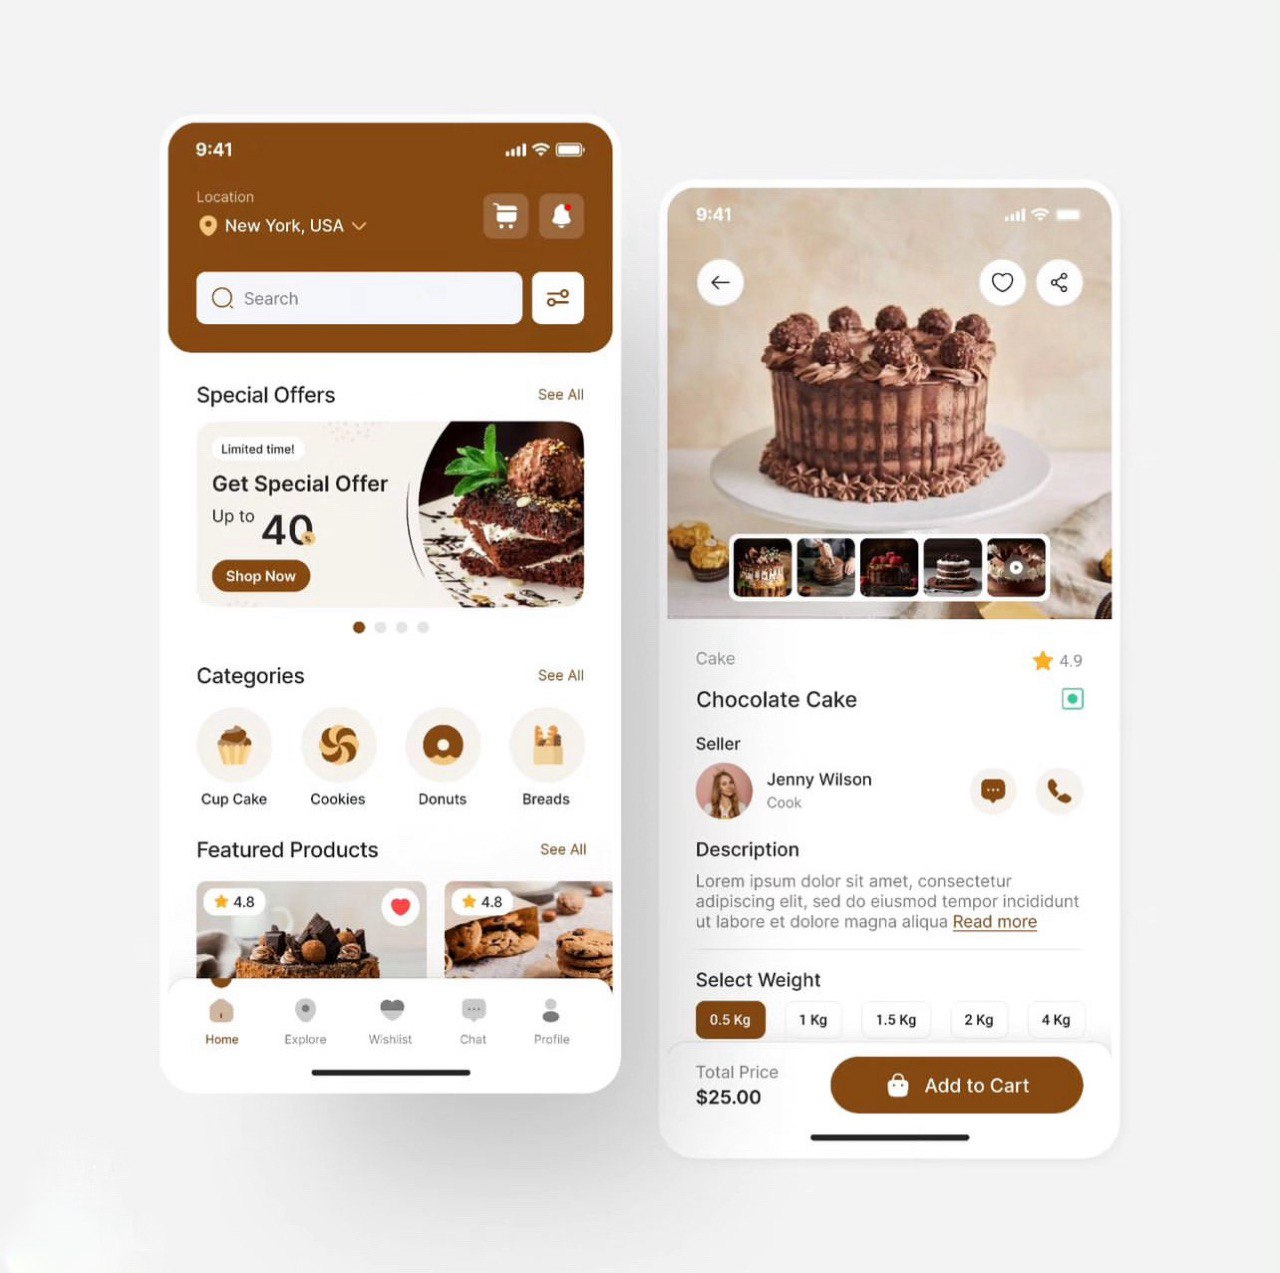 9:41
Location
New York, USA
Search
Special Offers
See All
Limited time!
Get Special Offer
Up to 40
Shop Now
Categories
See All
Cup Cake
Cookies
Donuts
Breads
Featured Products
See All
4.8
4.8
Home
Explore
Wishlist
Chat
Profile
9:41
Cake
4.9
Chocolate Cake
Seller
Jenny Wilson
Cook
Description
Lorem ipsum dolor sit amet, consectetur
adipiscing elit, sed do eiusmod tempor incididunt
ut labore et dolore magna aliqua Read more
Select Weight
0.5 Kg
1 Kg
1.5 Kg
2 Kg
4 Kg
Total Price
$25.00
Add to Cart